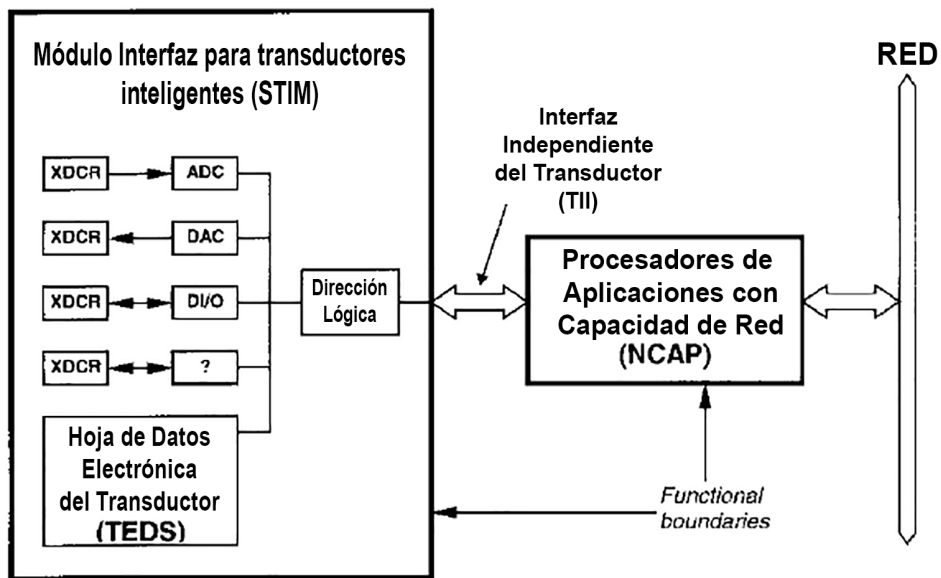 Módulo Interfaz para transductores
inteligentes (STIM)
XDCR
ADC
XDCR
DAC
XDCR
DI/O
XDCR
?
Hoja de Datos
Electrónica
del Transductor
(TEDS)
Dirección
Lógica
Interfaz
Independiente
del Transductor
(TII)
Procesadores de
Aplicaciones con
Capacidad de Red
(NCAP)
Functional
boundaries
RED